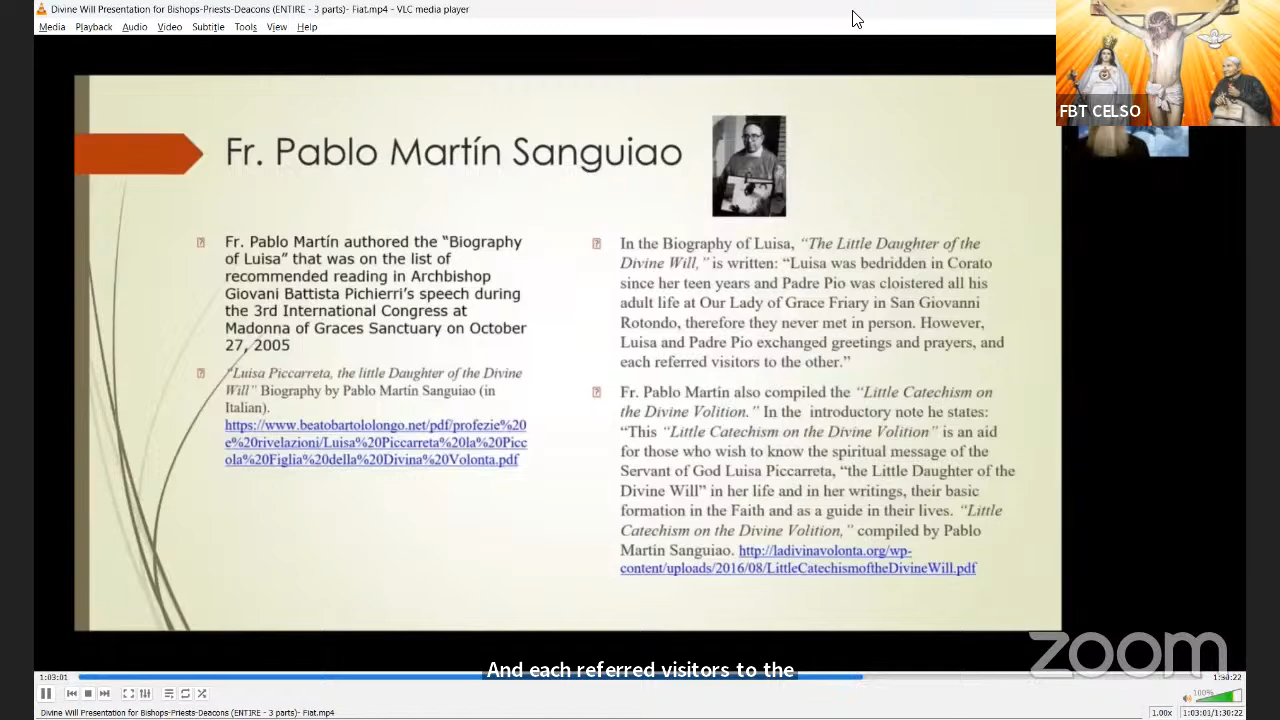 Divine Will Presentation for Bishops-Priests-Deacons (ENTIRE - 3 parts)- Fiat.mp4 - VLC media player
Media Playback Audio Video Subtitle Tools View Help
FBT CELSO
Fr. Pablo Martín Sanguiao
Fr. Pablo Martín authored the “Biography
of Luisa” that was on the list of
recommended reading in Archbishop
Giovani Battista Pichierri’s speech during
the 3rd International Congress at
Madonna of Graces Sanctuary on October
27, 2005
“Luisa Piccarreta, the little Daughter of the Divine
Will” Biography by Pablo Martín Sanguiao (in
Italian).
https://www.beatobartololongo.net/pdf/profezie%20
e%20rivelazioni/Luisa%20Piccarreta%20la%20Picc
ola%20Figlia%20della%20Divina%20Volonta.pdf
In the Biography of Luisa, “The Little Daughter of the
Divine Will,” is written: “Luisa was bedridden in Corato
since her teen years and Padre Pio was cloistered all his
adult life at Our Lady of Grace Friary in San Giovanni
Rotondo, therefore they never met in person. However,
Luisa and Padre Pio exchanged greetings and prayers, and
each referred visitors to the other.”
Fr. Pablo Martin also compiled the “Little Catechism on
the Divine Volition.” In the introductory note he states:
“This “Little Catechism on the Divine Volition” is an aid
for those who wish to know the spiritual message of the
Servant of God Luisa Piccarreta, “the Little Daughter of the
Divine Will” in her life and in her writings, their basic
formation in the Faith and as a guide in their lives. “Little
Catechism on the Divine Volition,” compiled by Pablo
Martín Sanguiao. http://ladivinavolonta.org/wp-
content/uploads/2016/08/LittleCatechismoftheDivineWill.pdf
zoom
And each referred visitors to the
1:03:01
1:30:22
100%
Divine Will Presentation for Bishops-Priests-Deacons (ENTIRE - 3 parts)- Fiat.mp4
1.00x 1:03:01/1:30:22